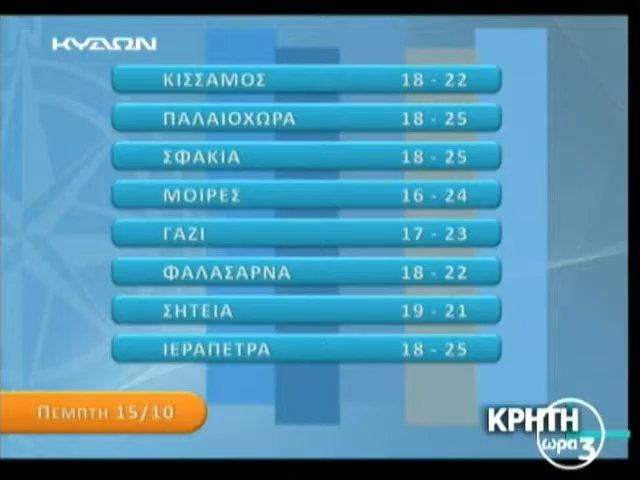 ΚΥΔΩΝ
ΚΙΣΣΑΜΟΣ 18 - 22
ΠΑΛΑΙΟΧΩΡΑ 18 - 25
ΣΦΑΚΙΑ 18 - 25
ΜΟΙΡΕΣ 16 - 24
ΓΑΖΙ 17 - 23
ΦΑΛΑΣΑΡΝΑ 18 - 22
ΣΗΤΕΙΑ 19 - 21
ΙΕΡΑΠΕΤΡΑ 18 - 25
ΠΕΜΠΤΗ 15/10
ΚΡΗΤΗ
ωρα 3